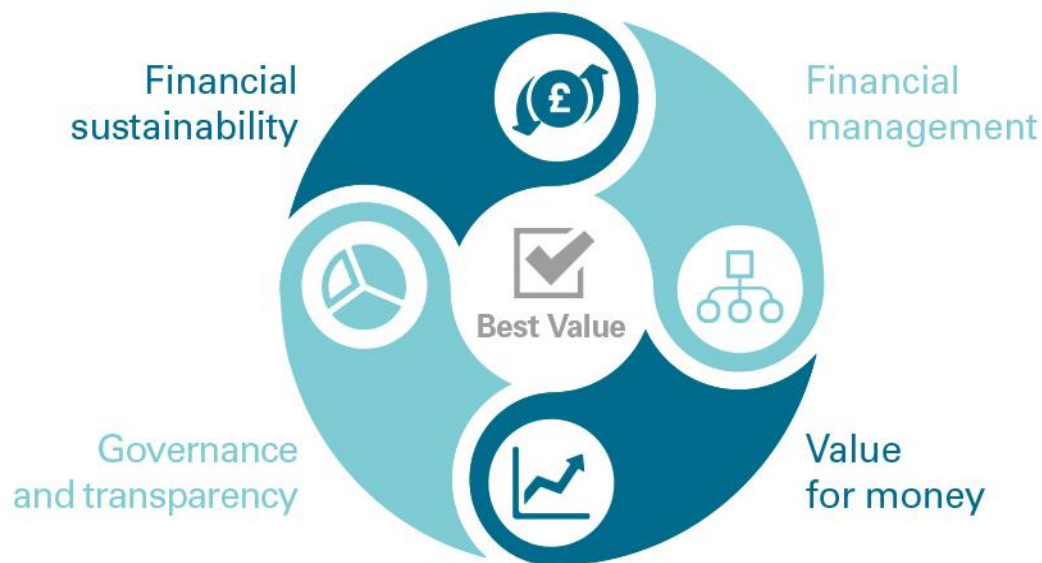 Financial
sustainability
Financial
management
£
Best Value
Governance
and transparency
Value
for money